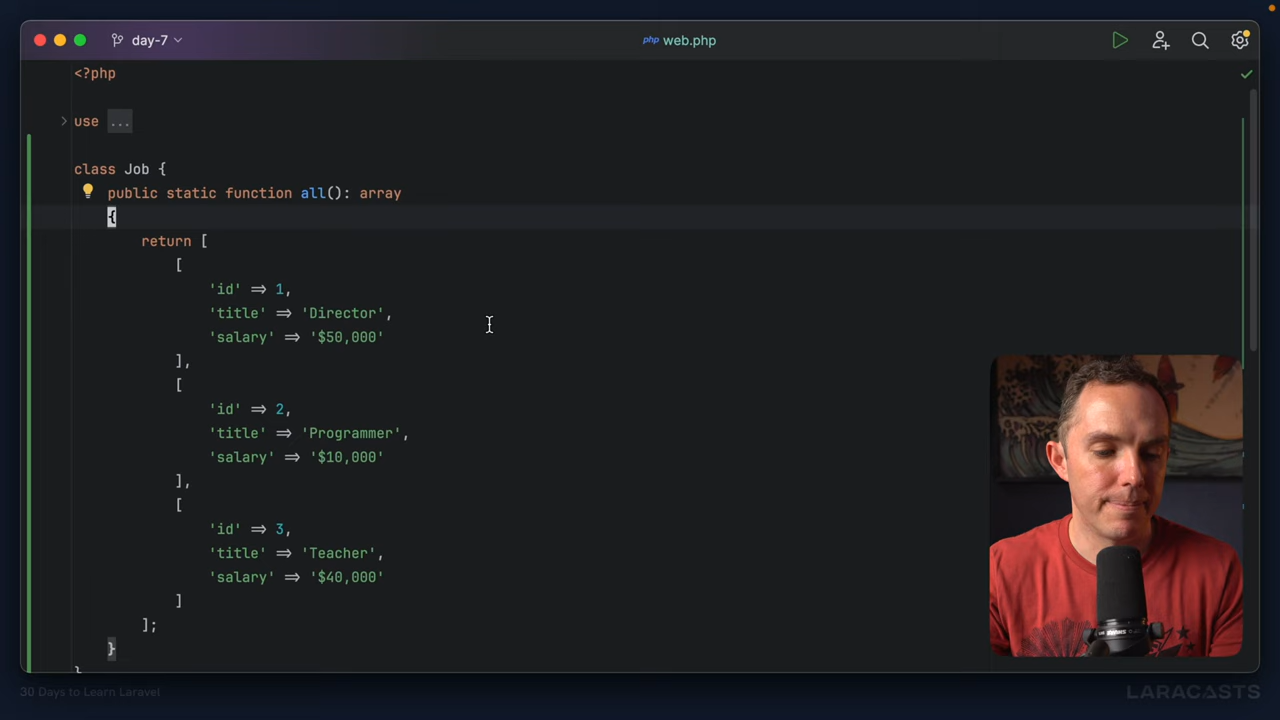 day-7
php web.php
<?php
use ...
class Job {
public static function all(): array
{
return [
[
'id' => 1,
'title' => 'Director',
'salary' => '$50,000'
],
[
'id' => 2,
'title' => 'Programmer',
'salary' => '$10,000'
],
[
'id' => 3,
'title' => 'Teacher',
'salary' => '$40,000'
]
];
}
}
30 Days to Learn Laravel
LARACASTS